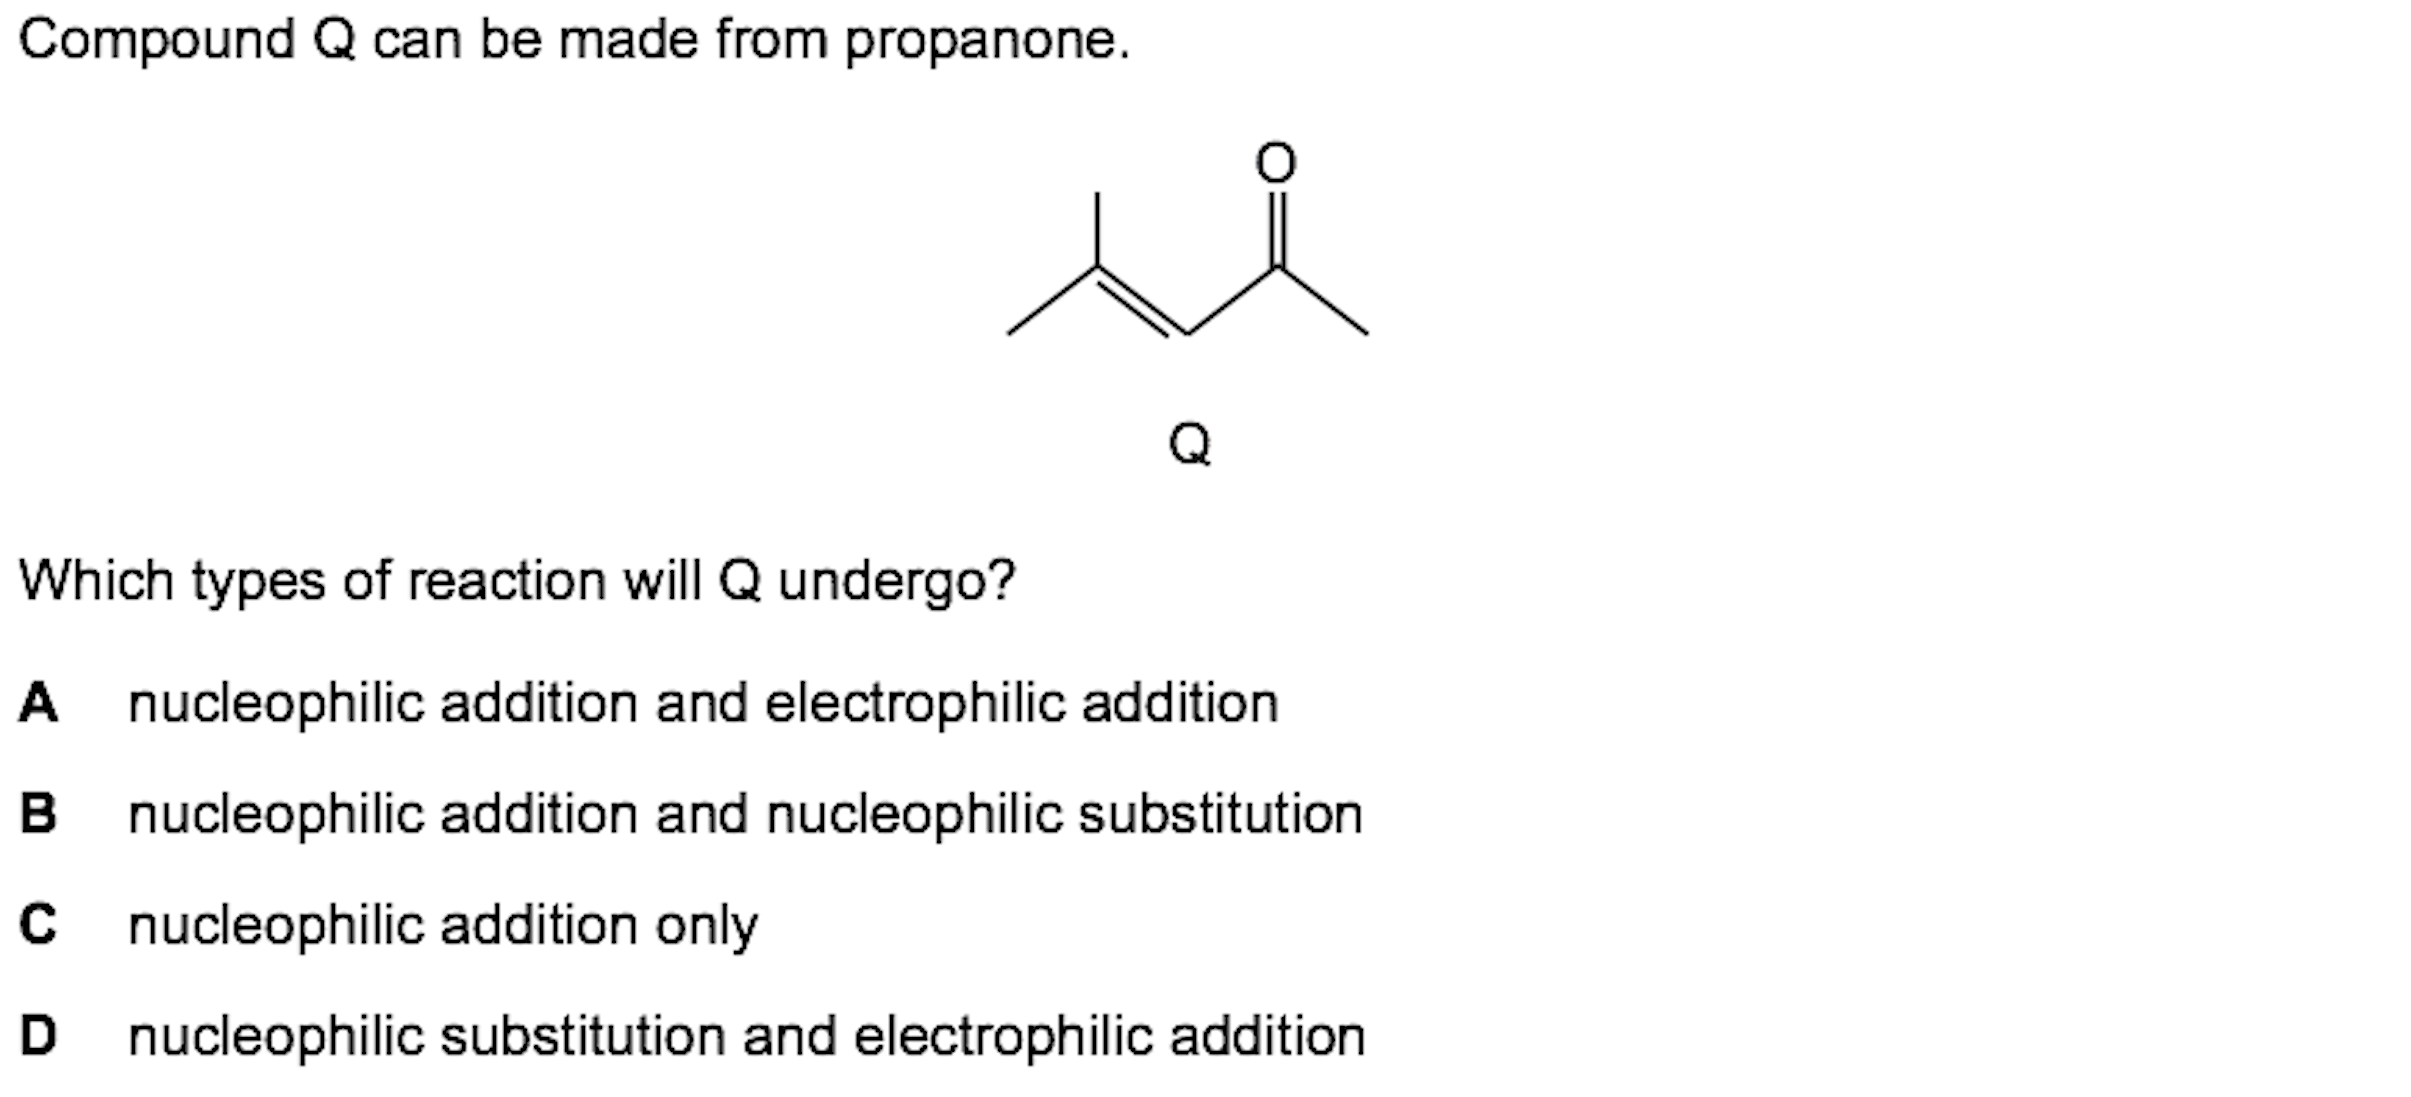 Compound Q can be made from propanone.
O
Q
Which types of reaction will Q undergo?
A nucleophilic addition and electrophilic addition
B nucleophilic addition and nucleophilic substitution
C nucleophilic addition only
D nucleophilic substitution and electrophilic addition